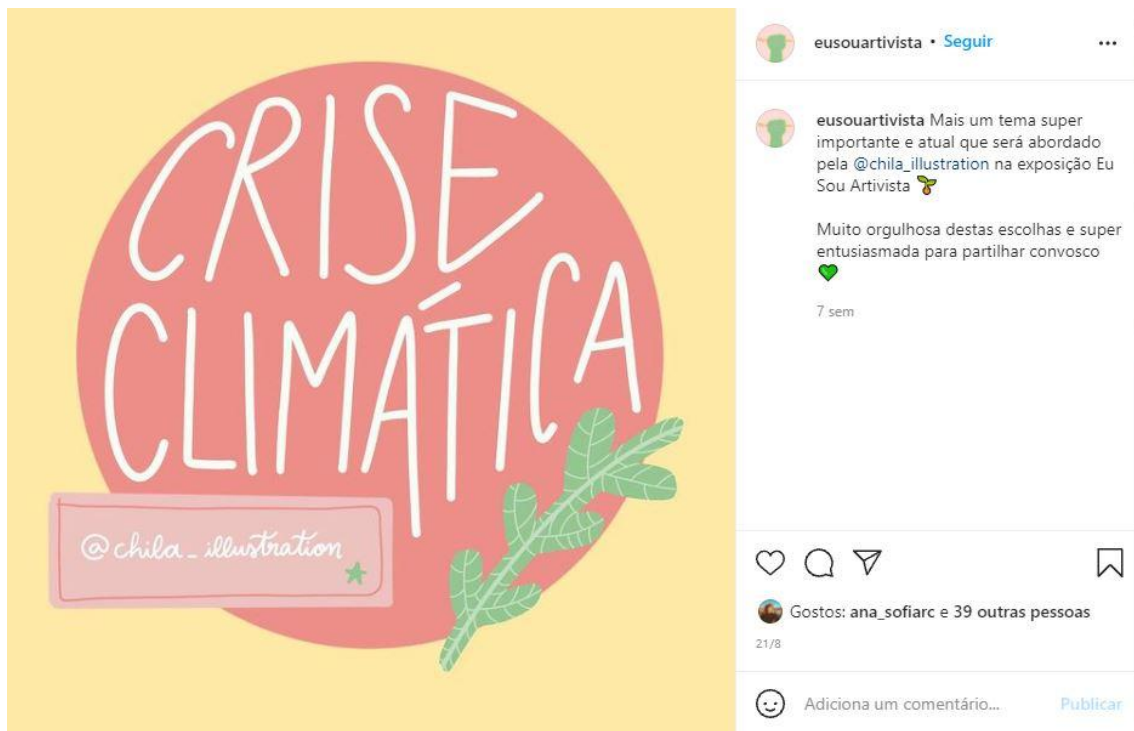 CRISE
CLIMÁTICA
@chila_illustration
eusouartivista • Seguir
eusouartivista Mais um tema super
importante e atual que será abordado
pela @chila_illustration na exposição Eu
Sou Artivista
Muito orgulhosa destas escolhas e super
entusiasmada para partilhar convosco
7 sem
Gostos: ana_sofiarc e 39 outras pessoas
21/8
Adiciona um comentário... Publicar